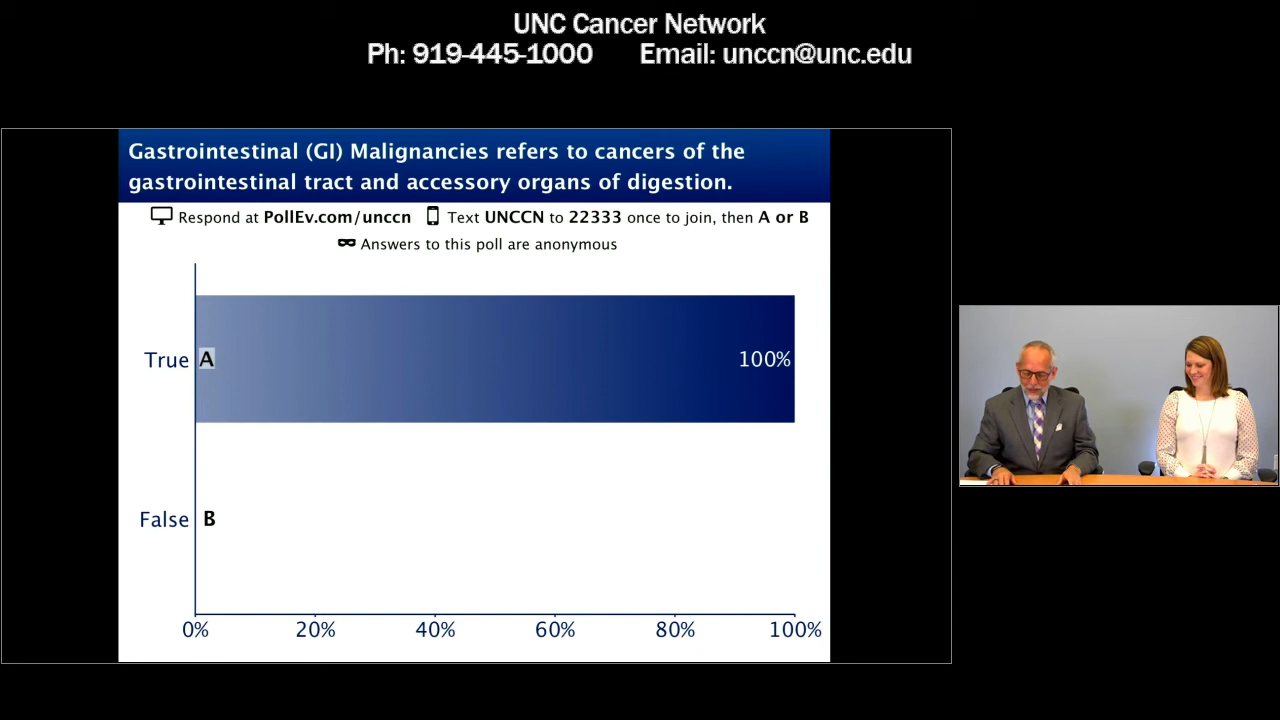 UNC Cancer Network
Ph: 919-445-1000 Email: unccn@unc.edu
Gastrointestinal (GI) Malignancies refers to cancers of the
gastrointestinal tract and accessory organs of digestion.
Respond at PollEv.com/unccn Text UNCCN to 22333 once to join, then A or B
Answers to this poll are anonymous
True A 100%
False B
0% 20% 40% 60% 80% 100%